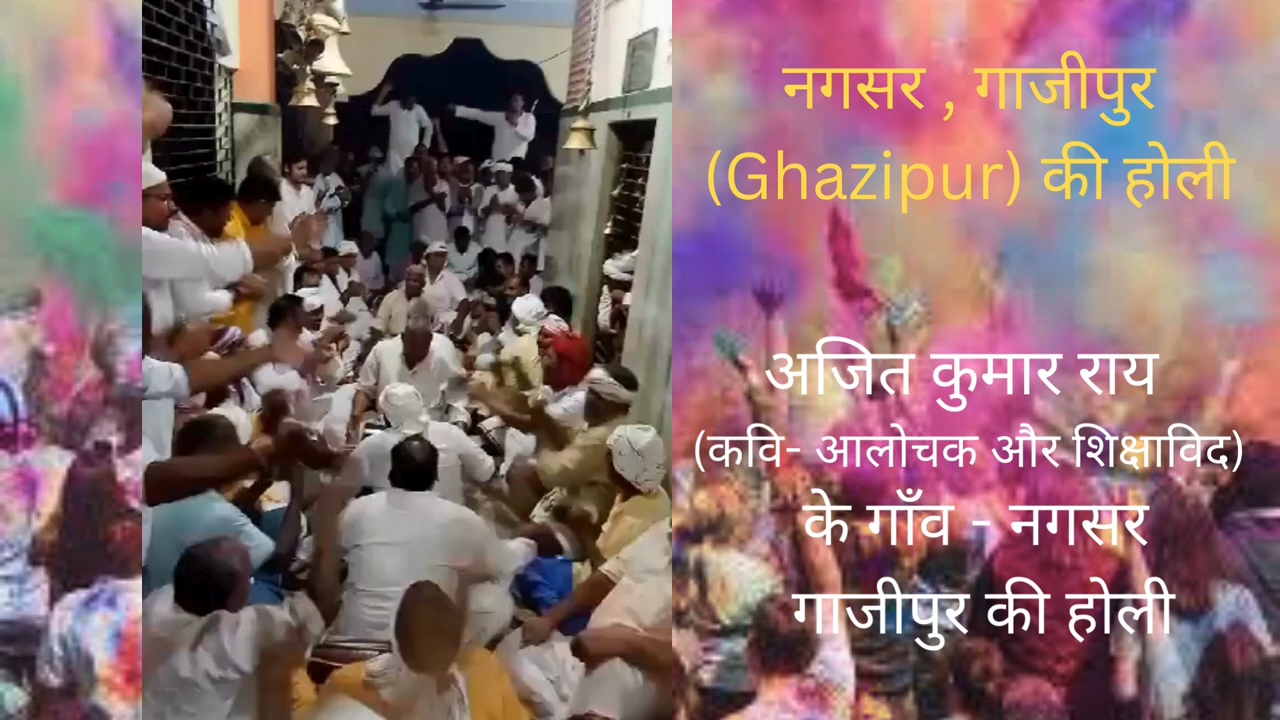 नगसर , गाजीपुर
(Ghazipur) की होली
अजित कुमार राय
(कवि- आलोचक और शिक्षाविद)
के गाँव - नगसर
गाजीपुर की होली